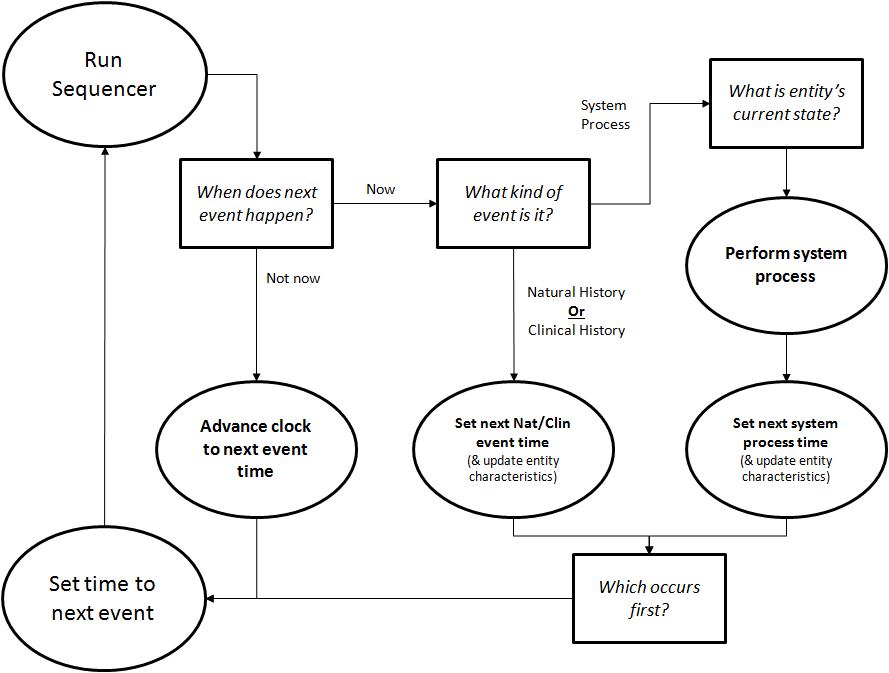 Run
Sequencer
What is entity's
current state?
System
Process
When does next
event happen?
Now
What kind of
event is it?
Perform system
process
Not now
Natural History
Or
Clinical History
Advance clock
to next event
time
Set next Nat/Clin
event time
(& update entity
characteristics)
Set next system
process time
(& update entity
characteristics)
Set time to
next event
Which occurs
first?